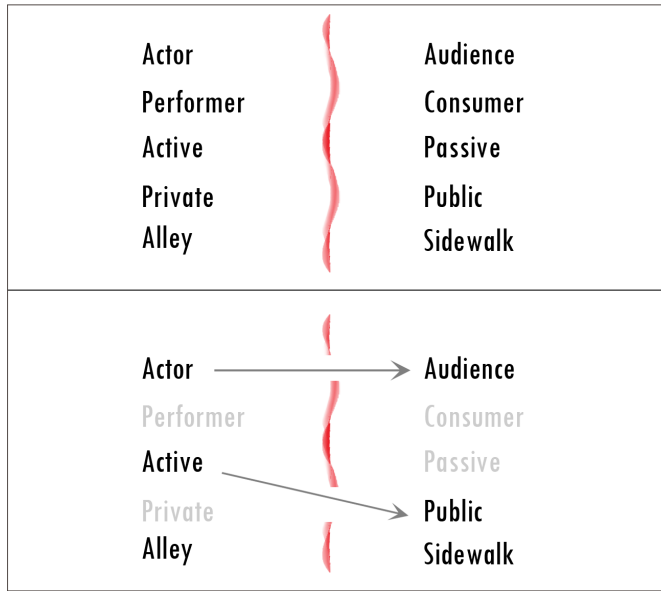 Actor Audience
Performer Consumer
Active Passive
Private Public
Alley Sidewalk
Actor Audience
Performer Consumer
Active Passive
Private Public
Alley Sidewalk